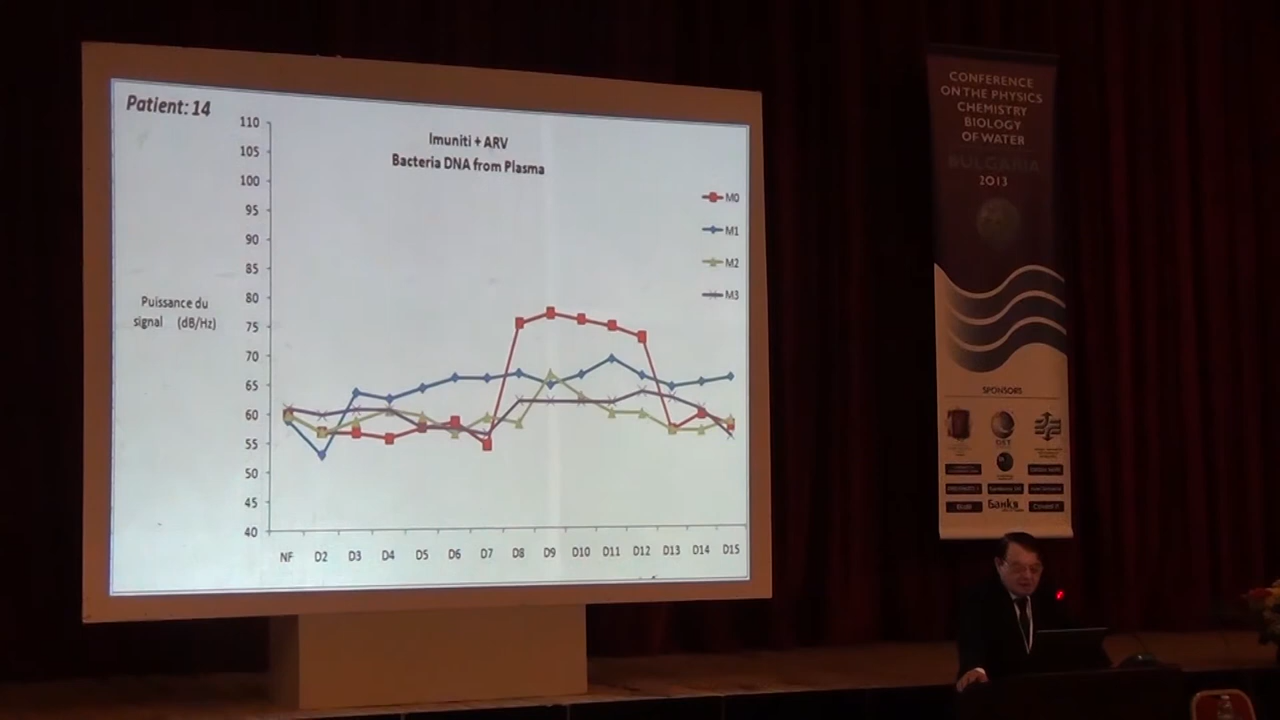 Patient: 14
Imuniti + ARV
Bacteria DNA from Plasma
110
105
100
95
90
85
80
75
70
65
60
55
50
45
40
Puissance du
signal (dB/Hz)
M0
M1
M2
M3
NF D2 D3 D4 D5 D6 D7 D8 D9 D10 D11 D12 D13 D14 D15
CONFERENCE
ON THE PHYSICS
CHEMISTRY
BIOLOGY
OF WATER
BULGARIA
2013
SPONSORS